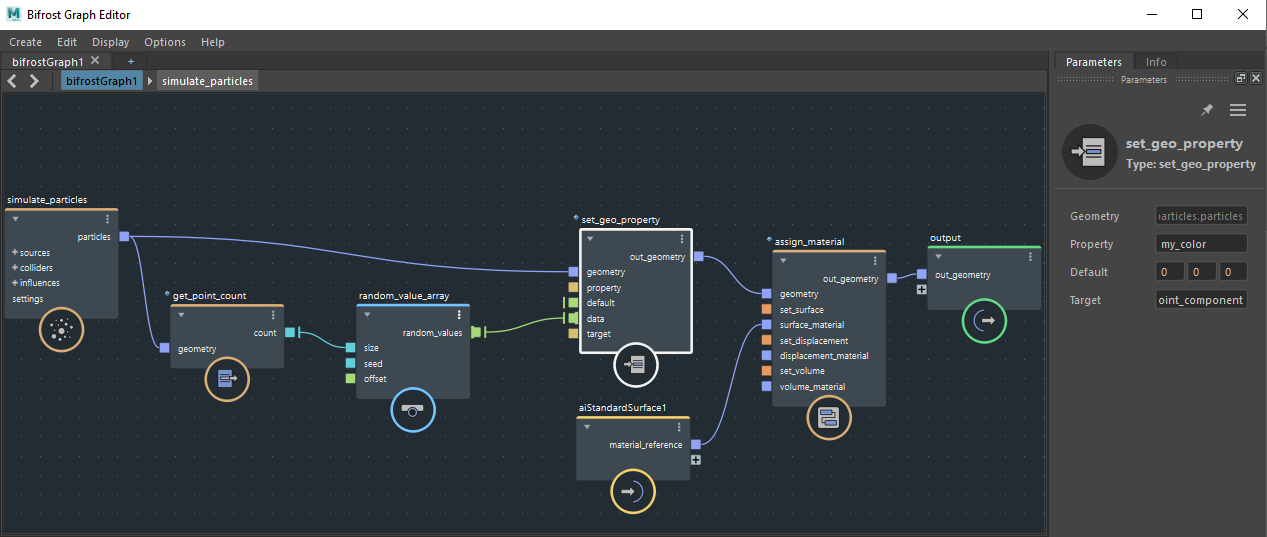 Bifrost Graph Editor
Create Edit Display Options Help
bifrostGraph1
bifrostGraph1 simulate_particles
simulate_particles
particles
sources
colliders
influences
settings
get_point_count
count
geometry
random_value_array
random_values
size
seed
offset
set_geo_property
out_geometry
geometry
property
default
data
target
aiStandardSurface1
material_reference
assign_material
out_geometry
geometry
set_surface
surface_material
set_displacement
displacement_material
set_volume
volume_material
output
out_geometry
Parameters Info
Parameters
set_geo_property
Type: set_geo_property
Geometry particles.particles
Property my_color
Default 0 0 0
Target oint_component